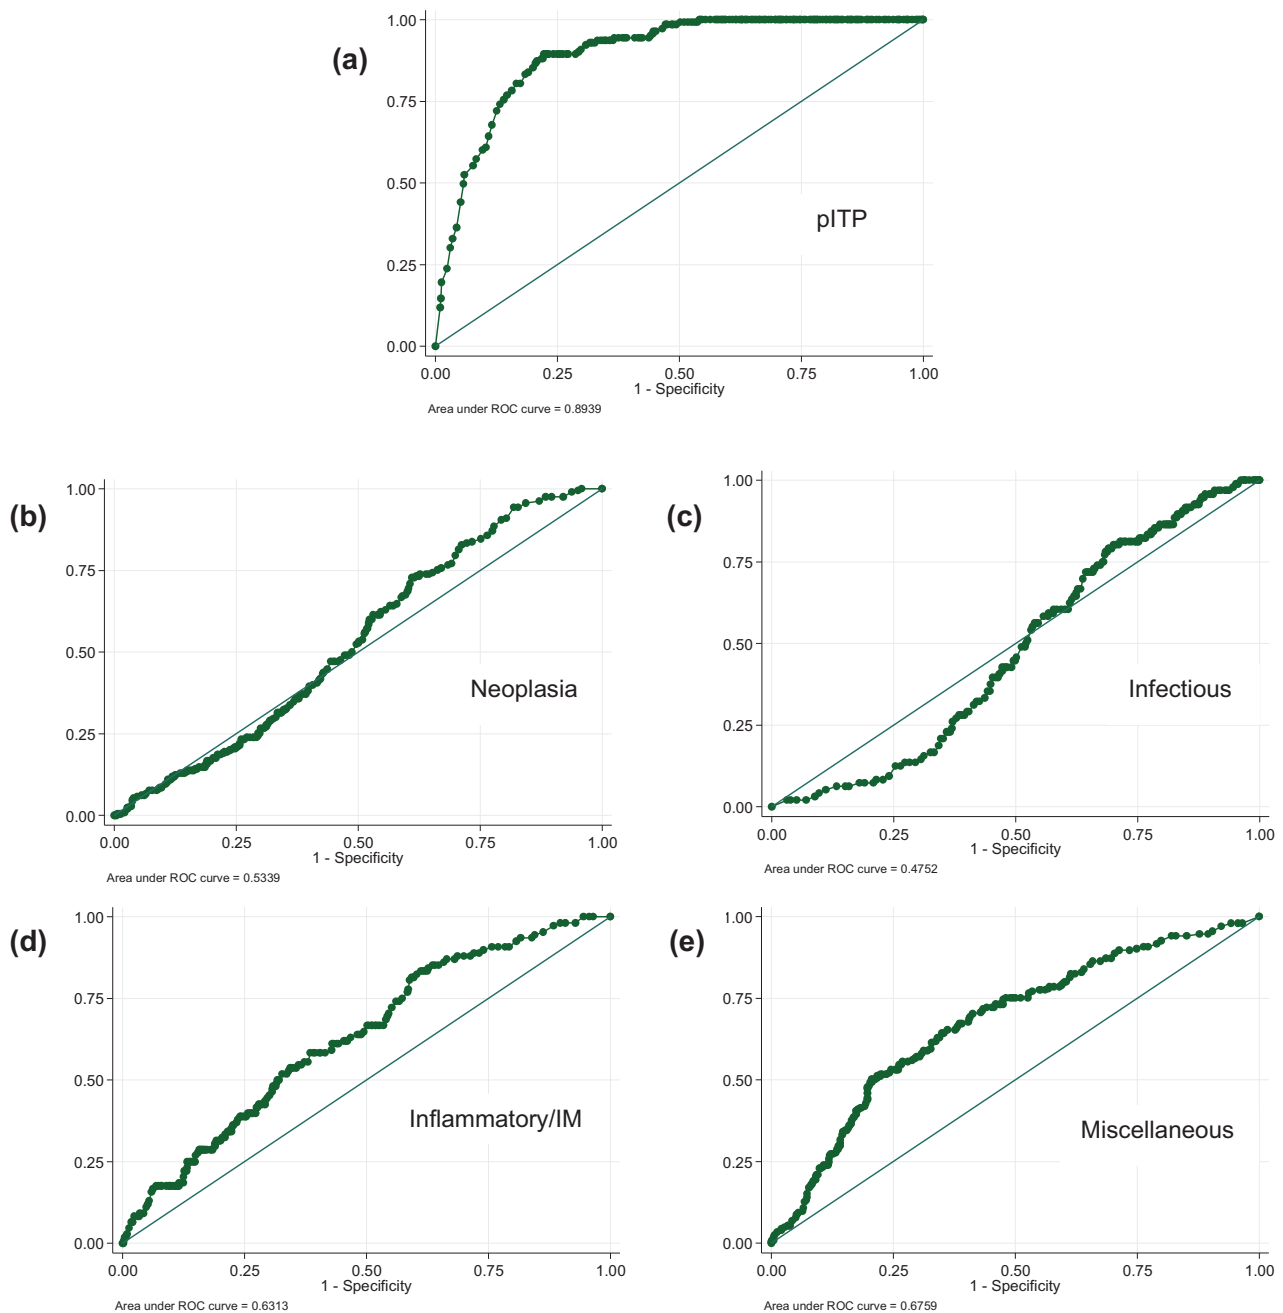 (a)
1.00
0.75
0.50
0.25
0.00
pITP
0.00 0.25 0.50 0.75 1.00
1 - Specificity
Area under ROC curve = 0.8939
(b)
1.00
0.75
0.50
0.25
0.00
Neoplasia
0.00 0.25 0.50 0.75 1.00
1 - Specificity
Area under ROC curve = 0.5339
(c)
1.00
0.75
0.50
0.25
0.00
Infectious
0.00 0.25 0.50 0.75 1.00
1 - Specificity
Area under ROC curve = 0.4752
(d)
1.00
0.75
0.50
0.25
0.00
Inflammatory/IM
0.00 0.25 0.50 0.75 1.00
1 - Specificity
Area under ROC curve = 0.6313
(e)
1.00
0.75
0.50
0.25
0.00
Miscellaneous
0.00 0.25 0.50 0.75 1.00
1 - Specificity
Area under ROC curve = 0.6759